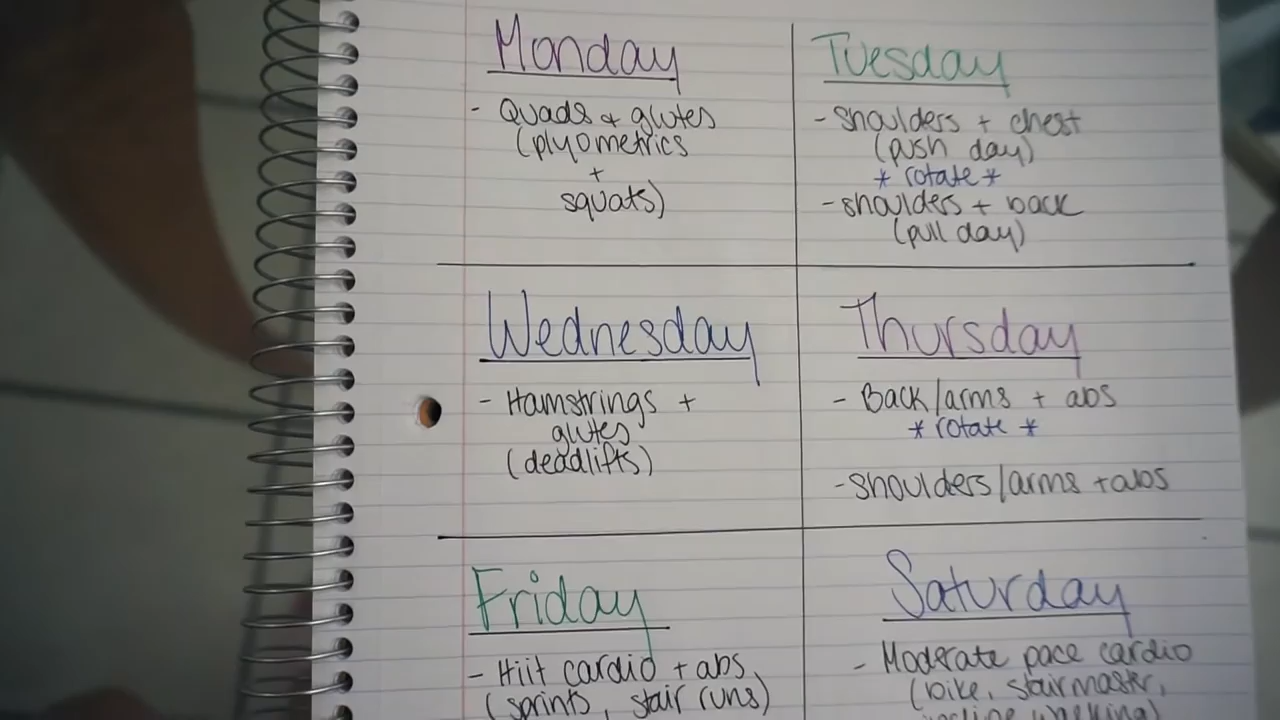 Monday
- Quads & glutes
(plyometrics
+
squats)
Tuesday
- shoulders + chest
(push day)
* rotate *
- shoulders + back
(pull day)
Wednesday
- Hamstrings +
glutes
(deadlifts)
Thursday
- Back/arms + abs
* rotate *
- shoulders/arms + abs
Friday
- Hiit cardio + abs
(sprints, stair runs)
Saturday
- Moderate pace cardio
(bike, stairmaster,
incline walking)